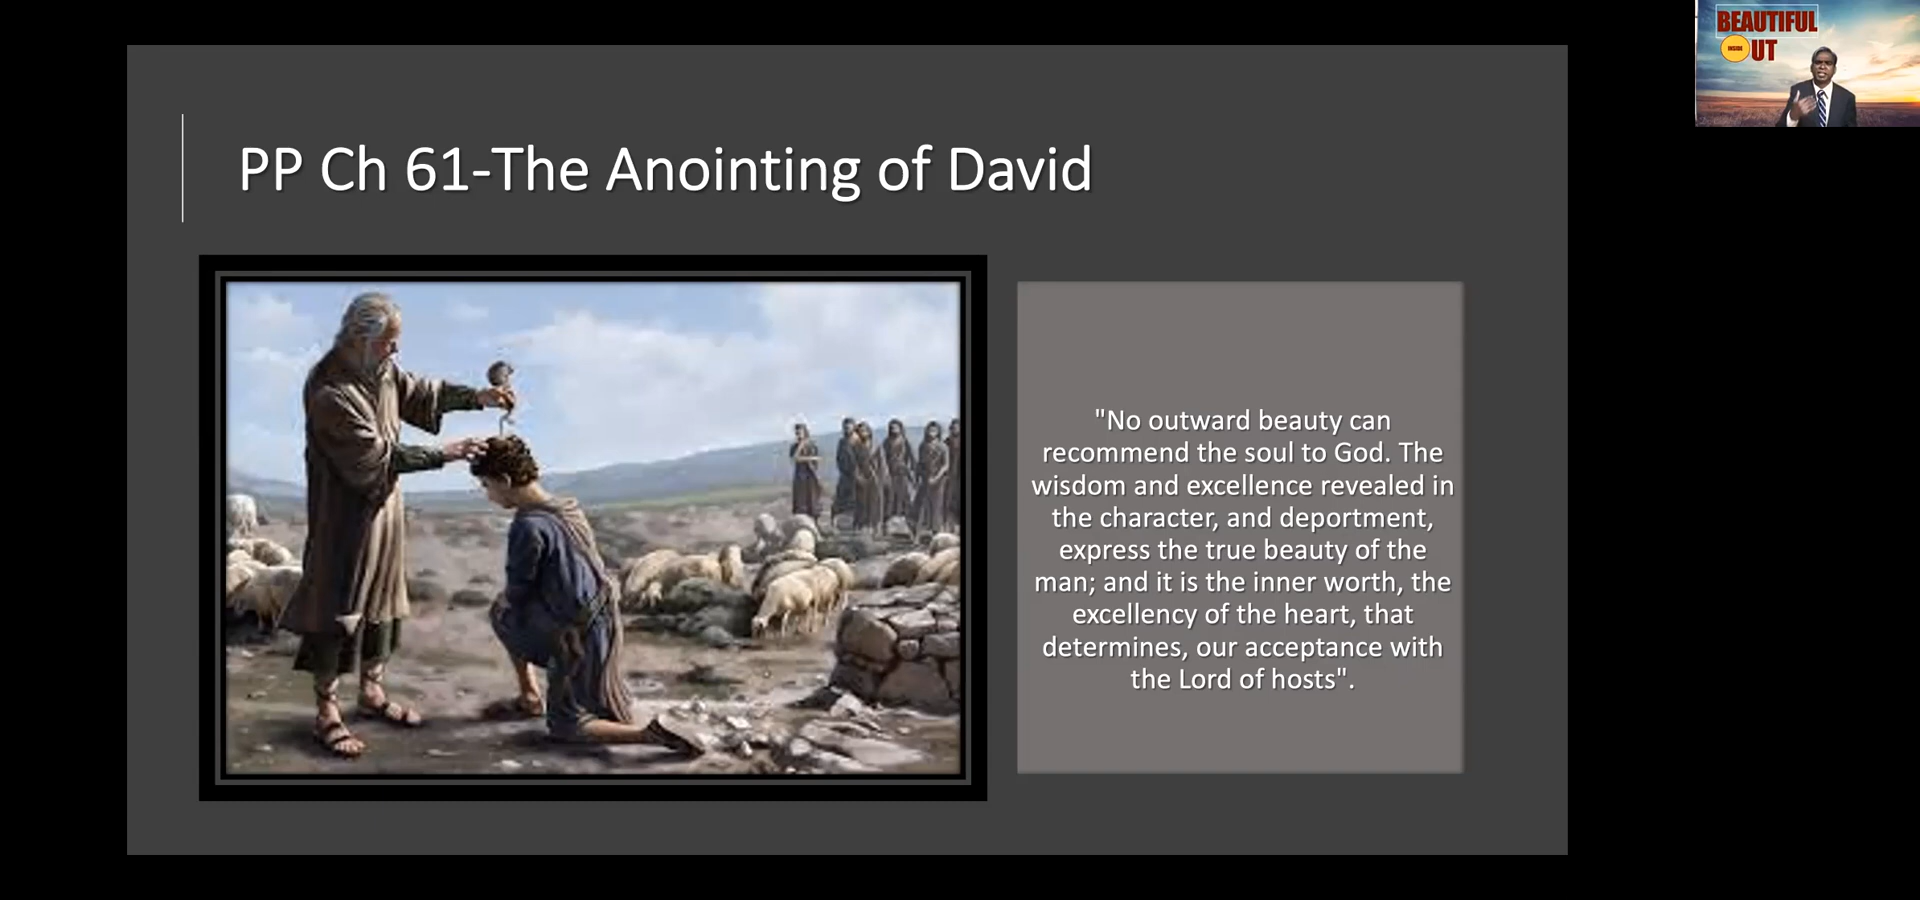 BEAUTIFUL
INSIDE UT
PP Ch 61-The Anointing of David
"No outward beauty can
recommend the soul to God. The
wisdom and excellence revealed in
the character, and deportment,
express the true beauty of the
man; and it is the inner worth, the
excellency of the heart, that
determines, our acceptance with
the Lord of hosts".